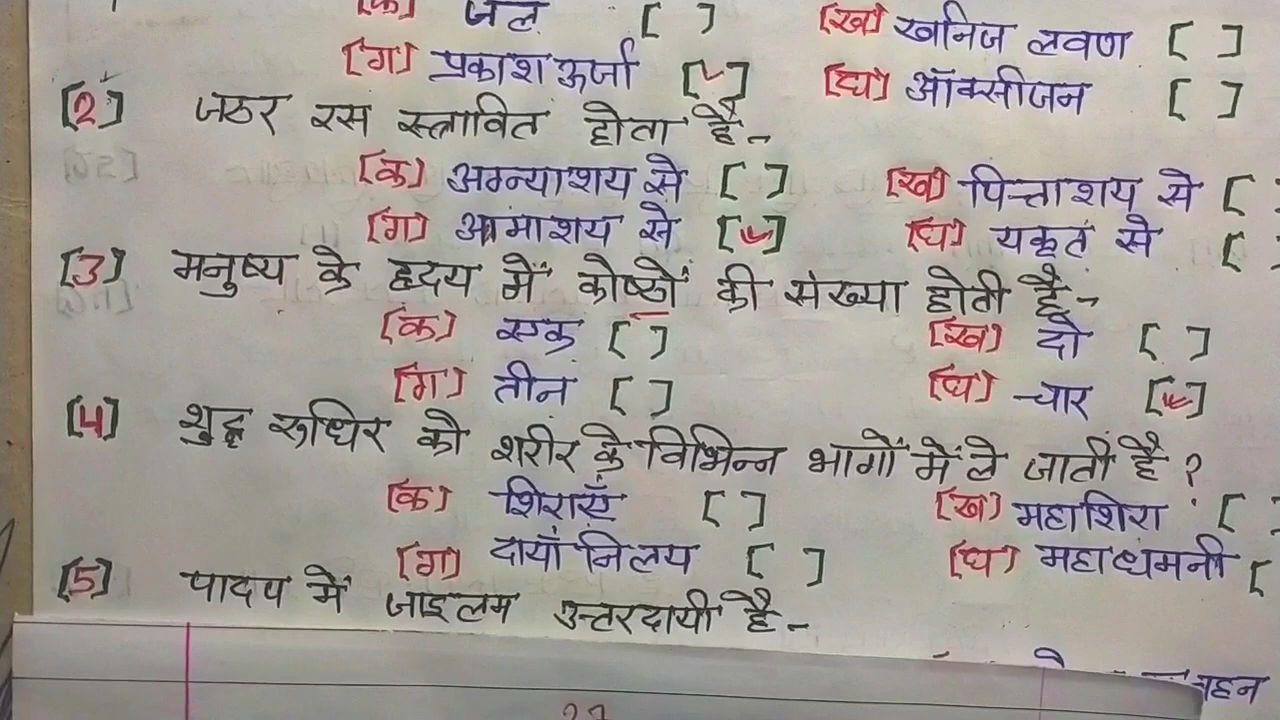 (क) जल [ ] (ख) खनिज लवण [ ]
(ग) प्रकाश ऊर्जा [✓] (घ) ऑक्सीजन [ ]
[2] जठर रस स्त्रावित होता है-
(क) अग्न्याशय से [ ] (ख) पित्ताशय से [
(ग) आमाशय से [✓] (घ) यकृत से [
[3] मनुष्य के हृदय में कोष्ठों की संख्या होती है-
(क) एक [ ] (ख) दो [ ]
(ग) तीन [ ] (घ) चार [✓]
[4] शुद्ध रुधिर को शरीर के विभिन्न भागों में ले जाती है ?
(क) शिराएँ [ ] (ख) महाशिरा [
(ग) दायाँ निलय [ ] (घ) महाधमनी [
[5] पादप में जाइलम उत्तरदायी है-